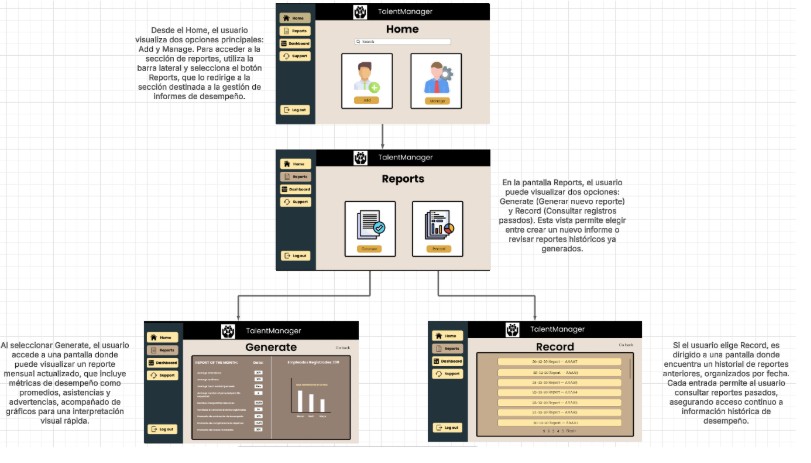 Desde el Home, el usuario
visualiza dos opciones principales:
Add y Manage. Para acceder a la
sección de reportes, utiliza la
barra lateral y selecciona el botón
Reports, que lo redirige a la
sección destinada a la gestión de
informes de desempeño.
TalentManager
Home
Home
Reports
Dashboard
Support
Log out
Search
Add
Manage
TalentManager
Reports
Home
Reports
Dashboard
Support
Log out
Generate
Record
En la pantalla Reports, el usuario
puede visualizar dos opciones:
Generate (Generar nuevo reporte)
y Record (Consultar registros
pasados). Esta vista permite elegir
entre crear un nuevo informe o
revisar reportes históricos ya
generados.
Al seleccionar Generate, el usuario
accede a una pantalla donde
puede visualizar un reporte
mensual actualizado, que incluye
métricas de desempeño como
promedios, asistencias y
advertencias, acompañado de
gráficos para una interpretación
visual rápida.
TalentManager
Generate
Go back
Home
Reports
Dashboard
Support
Log out
REPORT OF THE MONTH
TalentManager
Record
Go back
Home
Reports
Dashboard
Support
Log out
Si el usuario elige Record, es
dirigido a una pantalla donde
encuentra un historial de reportes
anteriores, organizados por fecha.
Cada entrada permite al usuario
consultar reportes pasados,
asegurando acceso continuo a
información histórica de
desempeño.